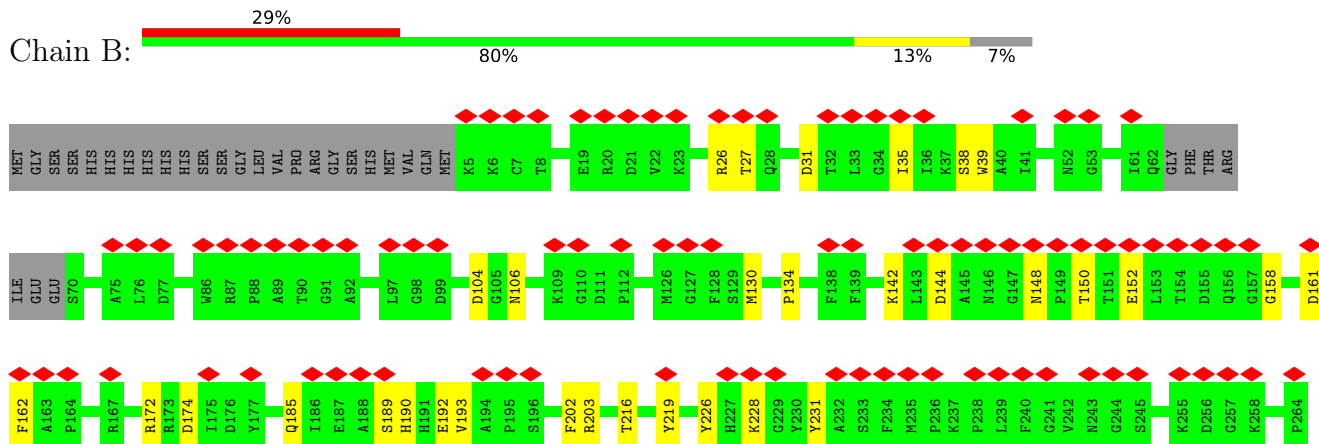 29%
Chain B:
80% 13% 7%
MET GLY SER SER HIS HIS HIS HIS HIS HIS SER SER GLY LEU VAL PRO ARG GLY SER HIS MET VAL GLN MET K5 K6 C7 T8 E19 R20 D21 V22 K23 R26 T27 Q28 D31 T32 L33 G34 I35 I36 K37 S38 W39 A40 I41 N52 G53 I61 Q62 GLY PHE THR ARG
ILE GLU GLU S70 A75 L76 D77 W86 R87 P88 A89 T90 G91 A92 L97 G98 D99 D104 G105 N106 K109 G110 D111 P112 M126 G127 F128 S129 M130 P134 F138 F139 K142 L143 D144 A145 N146 G147 N148 P149 T150 T151 E152 L153 T154 D155 Q156 G157 G158 D161
F162 A163 P164 R167 R172 R173 D174 I175 D176 Y177 Q185 I186 E187 A188 S189 H190 H191 E192 V193 A194 P195 S196 F202 R203 T216 Y219 Y226 H227 K228 G229 Y230 Y231 A232 S233 F234 M235 P236 K237 P238 L239 F240 G241 V242 N243 G244 S245 K255 D256 G257 K258 P264